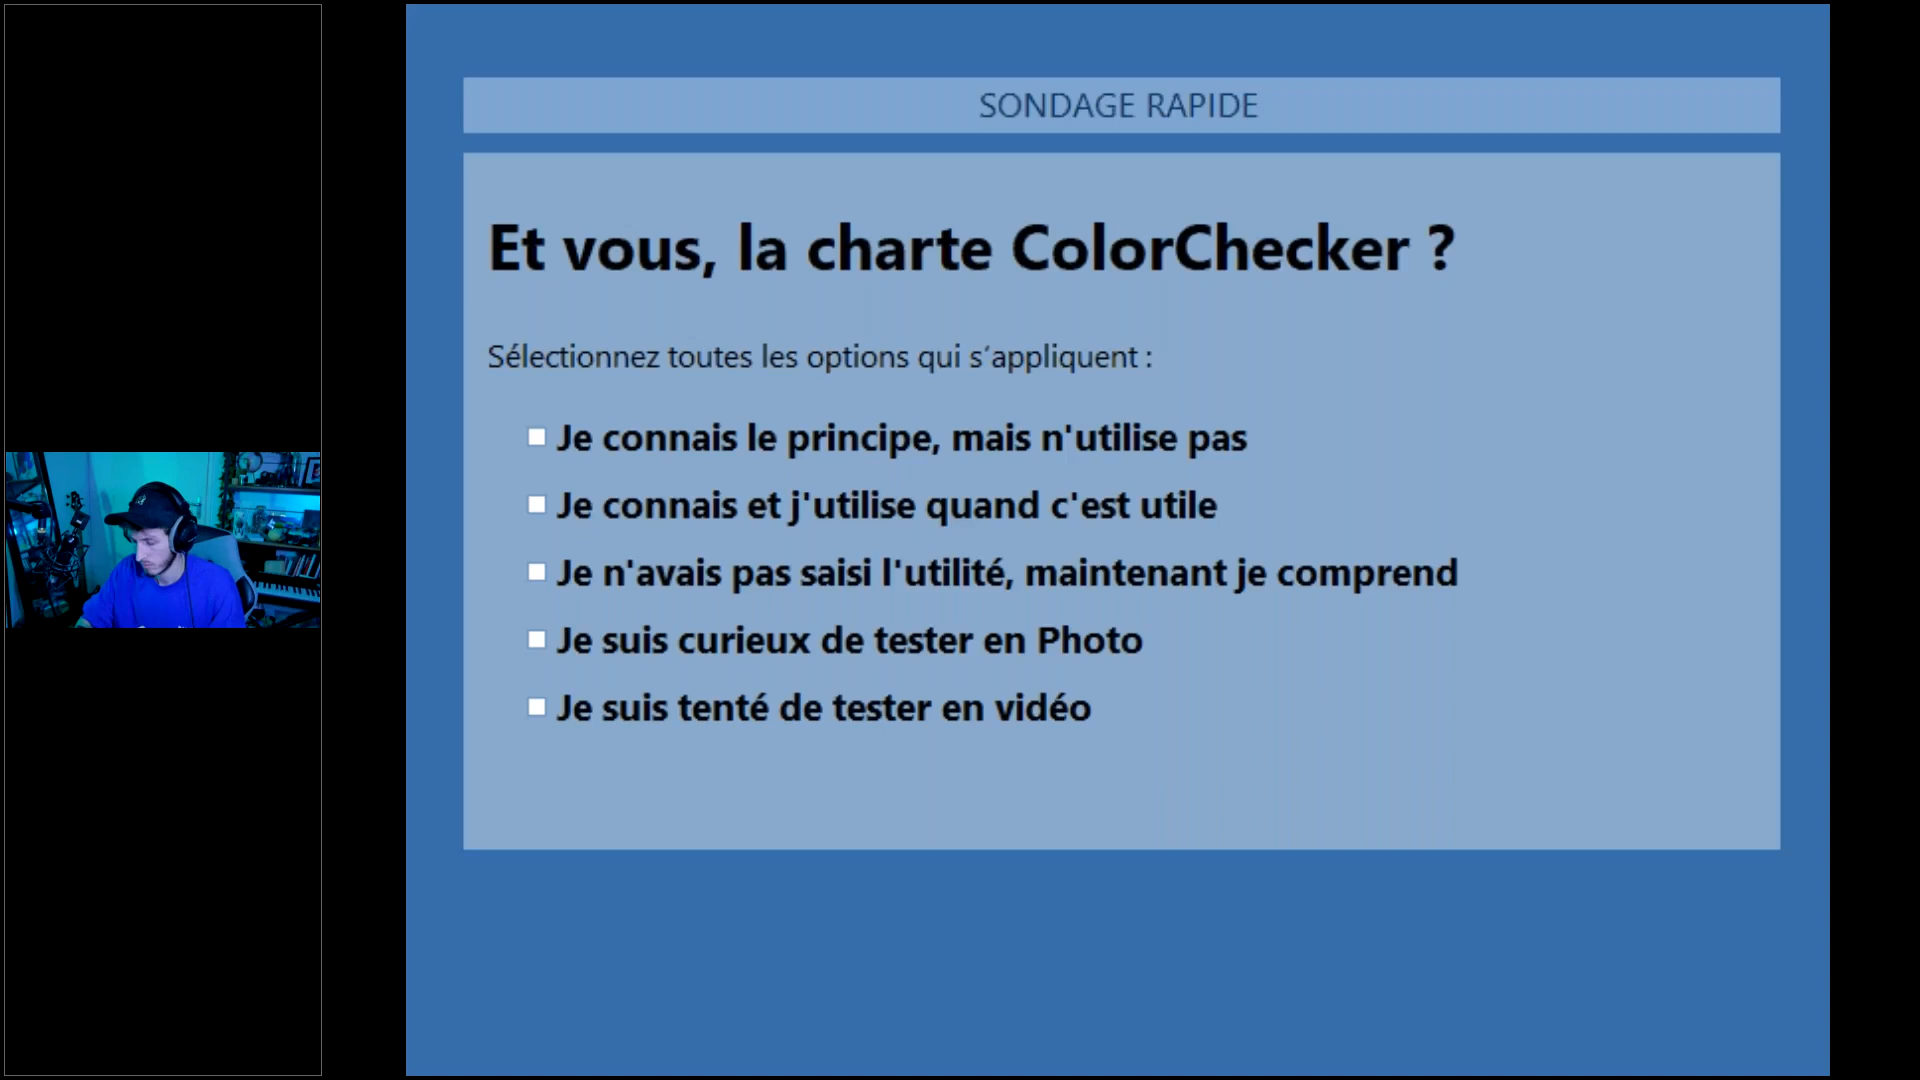 SONDAGE RAPIDE
Et vous, la charte ColorChecker ?
Sélectionnez toutes les options qui s’appliquent :
Je connais le principe, mais n'utilise pas
Je connais et j'utilise quand c'est utile
Je n'avais pas saisi l'utilité, maintenant je comprend
Je suis curieux de tester en Photo
Je suis tenté de tester en vidéo